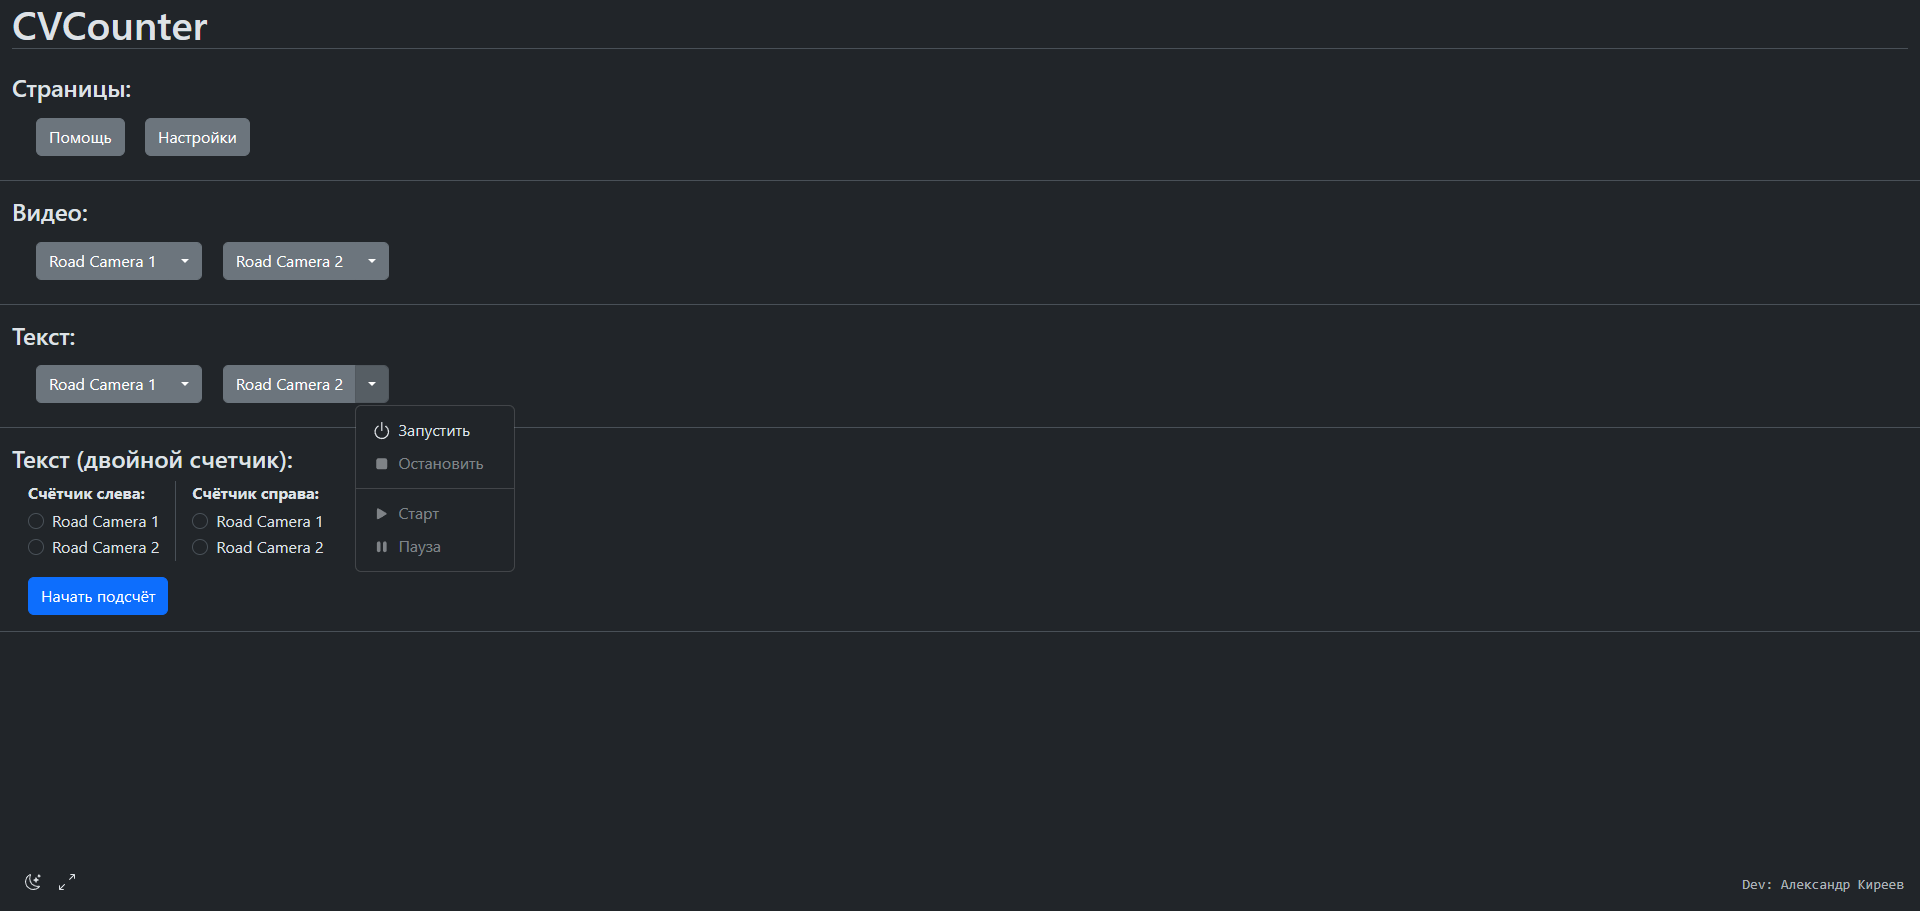 CVCounter
Страницы:
Помощь
Настройки
Видео:
Road Camera 1
Road Camera 2
Текст:
Road Camera 1
Road Camera 2
Запустить
Остановить
Старт
Пауза
Текст (двойной счетчик):
Счётчик слева:
Road Camera 1
Road Camera 2
Счётчик справа:
Road Camera 1
Road Camera 2
Начать подсчёт
Dev: Александр Киреев